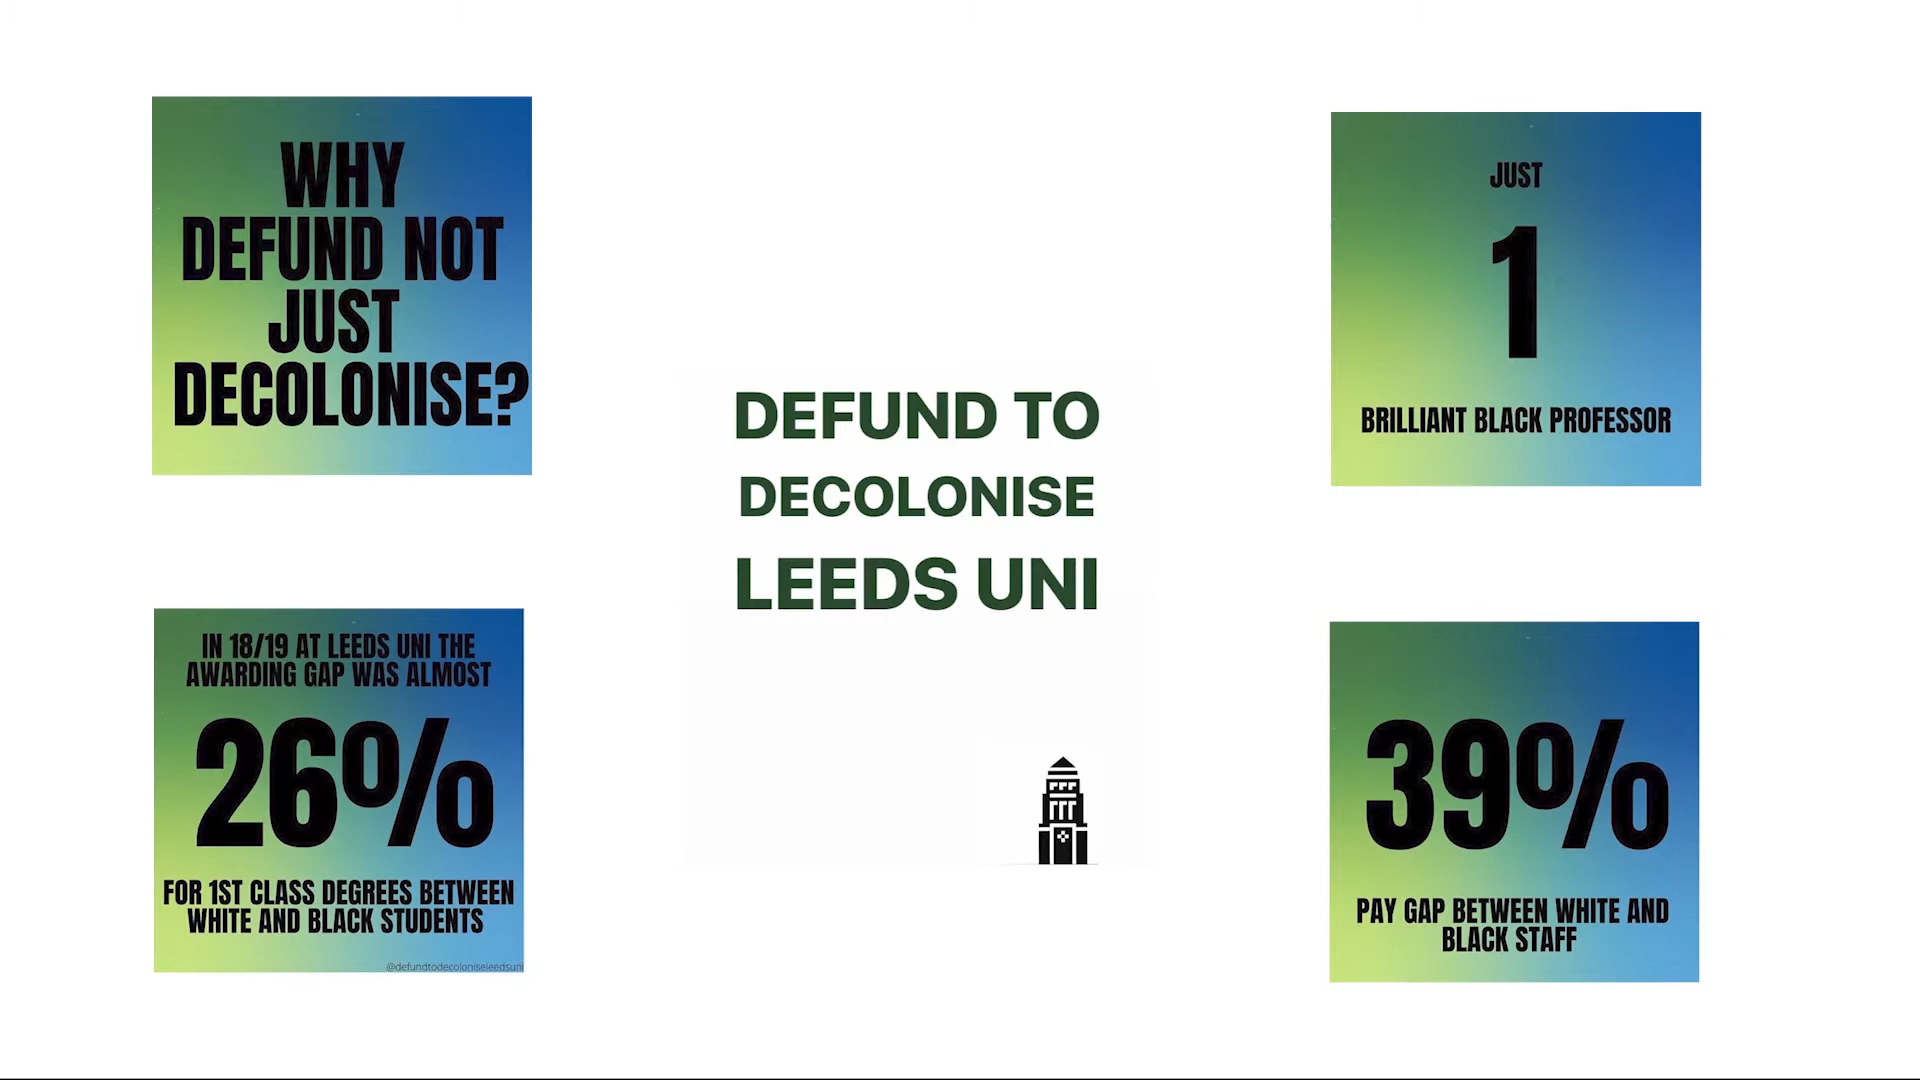 WHY
DEFUND NOT
JUST
DECOLONISE?
IN 18/19 AT LEEDS UNI THE
AWARDING GAP WAS ALMOST
26%
FOR 1ST CLASS DEGREES BETWEEN
WHITE AND BLACK STUDENTS
@defundtodecoloniseleedsuni
DEFUND TO
DECOLONISE
LEEDS UNI
JUST
1
BRILLIANT BLACK PROFESSOR
39%
PAY GAP BETWEEN WHITE AND
BLACK STAFF